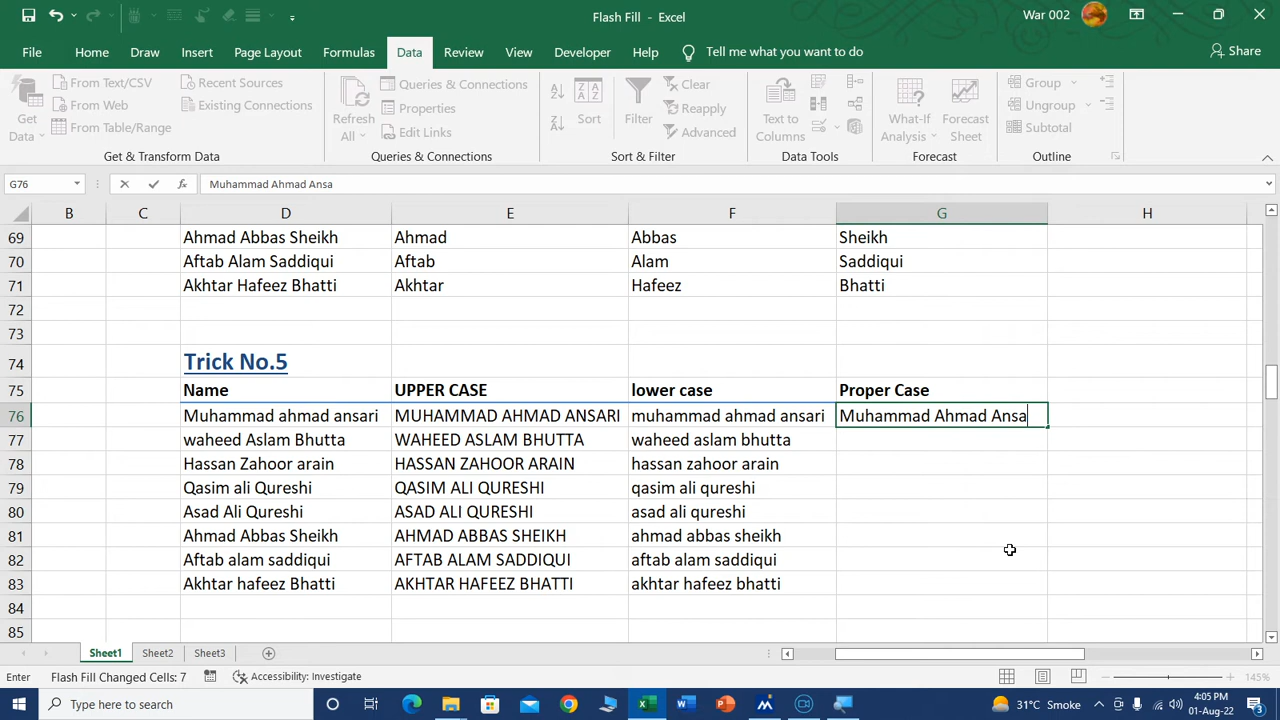 Flash Fill - Excel
War 002
File Home Draw Insert Page Layout Formulas Data Review View Developer Help Tell me what you want to do Share
Get Data
From Text/CSV
From Web
From Table/Range
Recent Sources
Existing Connections
Get & Transform Data
Refresh All
Queries & Connections
Properties
Edit Links
Queries & Connections
Sort
Filter
Clear
Reapply
Advanced
Sort & Filter
Text to Columns
Data Tools
What-If Analysis
Forecast Sheet
Forecast
Group
Ungroup
Subtotal
Outline
G76 fx Muhammad Ahmad Ansa
B C D E F G H
69 Ahmad Abbas Sheikh Ahmad Abbas Sheikh
70 Aftab Alam Saddiqui Aftab Alam Saddiqui
71 Akhtar Hafeez Bhatti Akhtar Hafeez Bhatti
72
73
74 Trick No.5
75 Name UPPER CASE lower case Proper Case
76 Muhammad ahmad ansari MUHAMMAD AHMAD ANSARI muhammad ahmad ansari Muhammad Ahmad Ansa
77 waheed Aslam Bhutta WAHEED ASLAM BHUTTA waheed aslam bhutta
78 Hassan Zahoor arain HASSAN ZAHOOR ARAIN hassan zahoor arain
79 Qasim ali Qureshi QASIM ALI QURESHI qasim ali qureshi
80 Asad Ali Qureshi ASAD ALI QURESHI asad ali qureshi
81 Ahmad Abbas Sheikh AHMAD ABBAS SHEIKH ahmad abbas sheikh
82 Aftab alam saddiqui AFTAB ALAM SADDIQUI aftab alam saddiqui
83 Akhtar hafeez Bhatti AKHTAR HAFEEZ BHATTI akhtar hafeez bhatti
84
85
Sheet1 Sheet2 Sheet3
Enter Flash Fill Changed Cells: 7 Accessibility: Investigate 145%
Type here to search
31°C Smoke
4:05 PM
01-Aug-22
3